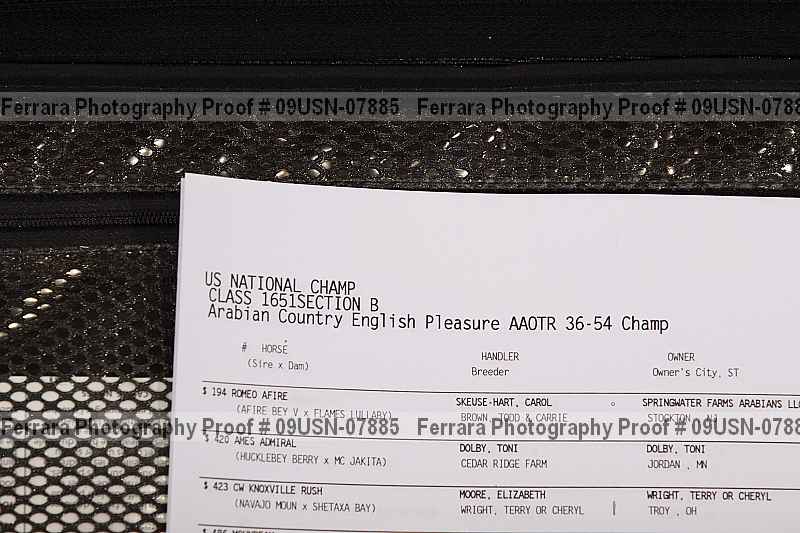 Ferrara Photography Proof # 09USN-07885 Ferrara Photography Proof # 09USN-0788
US NATIONAL CHAMP
CLASS 1651SECTION B
Arabian Country English Pleasure AAOTR 36-54 Champ
# HORSE HANDLER OWNER
(Sire x Dam) Breeder Owner's City, ST
$ 194 ROMEO AFIRE SKEUSE-HART, CAROL SPRINGWATER FARMS ARABIANS LLC
(AFIRE BEY V x FLAMES LULLABY) BROWN, TODD & CARRIE STOCKTON, NJ
Ferrara Photography Proof # 09USN-07885 Ferrara Photography Proof # 09USN-0788
$ 420 AMES ADMIRAL DOLBY, TONI DOLBY, TONI
(HUCKLEBEY BERRY x MC JAKITA) CEDAR RIDGE FARM JORDAN , MN
$ 423 CW KNOXVILLE RUSH MOORE, ELIZABETH WRIGHT, TERRY OR CHERYL
(NAVAJO MOUN x SHETAXA BAY) WRIGHT, TERRY OR CHERYL TROY , OH